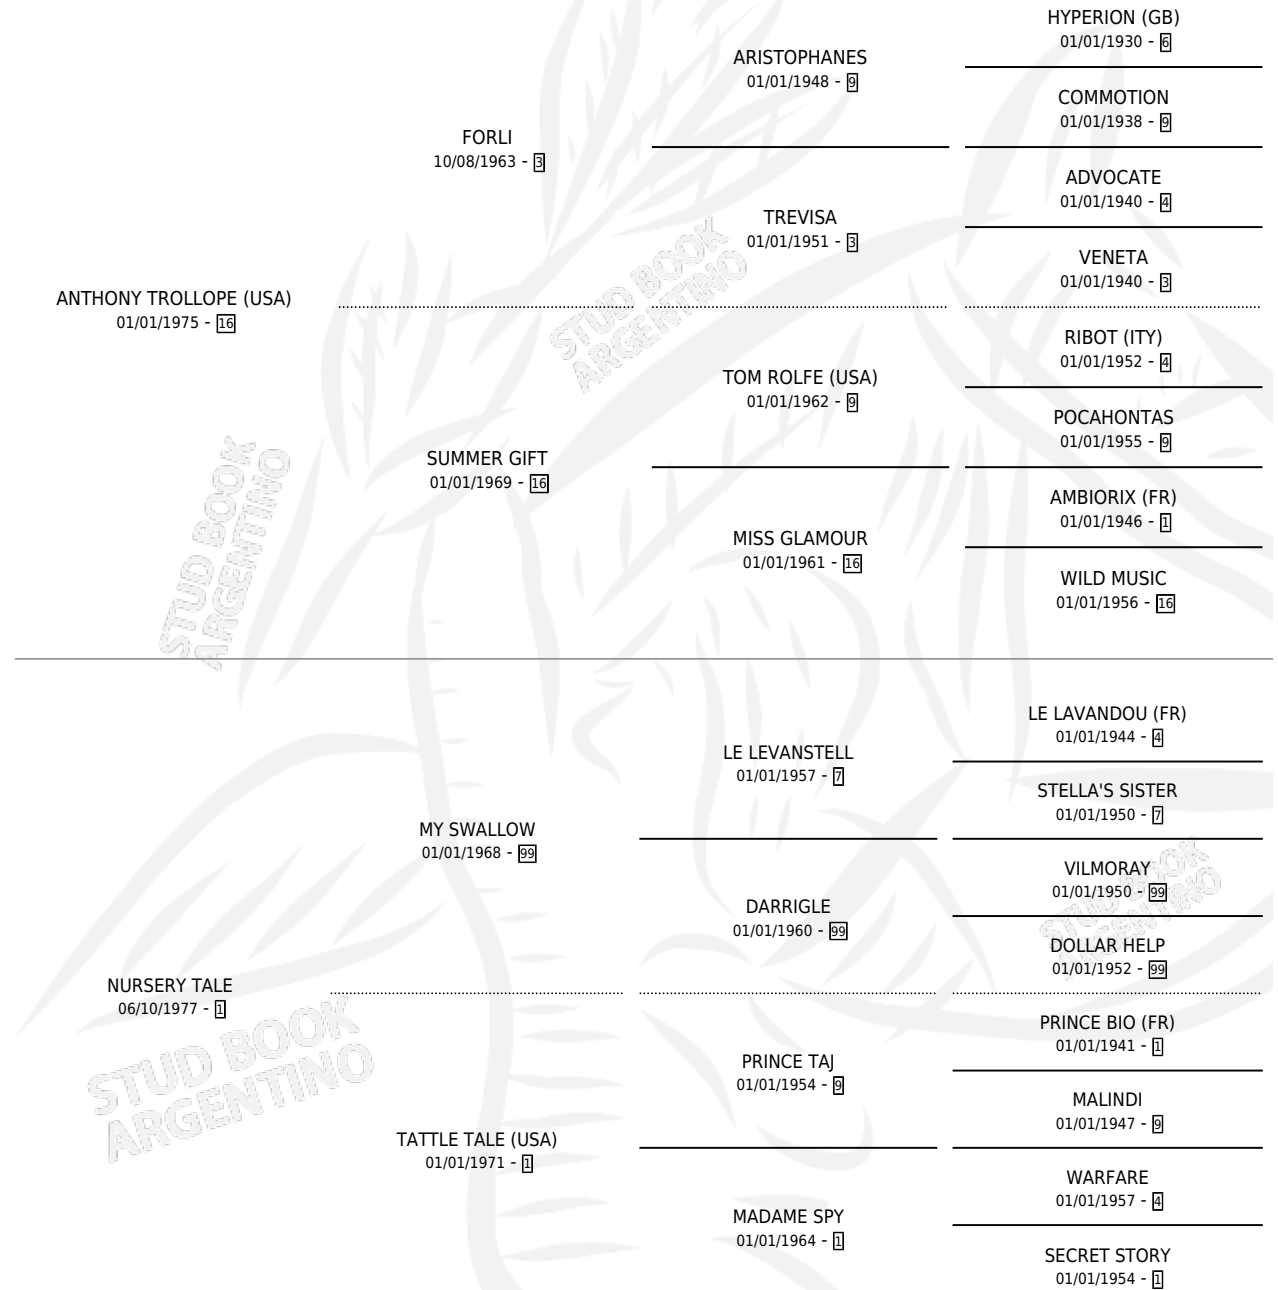 HYPERION (GB)
01/01/1930 - 6
ARISTOPHANES
01/01/1948 - 9
COMMOTION
01/01/1938 - 9
FORLI
10/08/1963 - 3
ADVOCATE
01/01/1940 - 4
TREVISA
01/01/1951 - 3
VENETA
01/01/1940 - 3
ANTHONY TROLLOPE (USA)
01/01/1975 - 16
RIBOT (ITY)
01/01/1952 - 4
TOM ROLFE (USA)
01/01/1962 - 9
POCAHONTAS
01/01/1955 - 9
SUMMER GIFT
01/01/1969 - 16
AMBIORIX (FR)
01/01/1946 - 1
MISS GLAMOUR
01/01/1961 - 16
WILD MUSIC
01/01/1956 - 16
LE LAVANDOU (FR)
01/01/1944 - 4
LE LEVANSTELL
01/01/1957 - 7
STELLA'S SISTER
01/01/1950 - 7
MY SWALLOW
01/01/1968 - 99
VILMORAY
01/01/1950 - 99
DARRIGLE
01/01/1960 - 99
DOLLAR HELP
01/01/1952 - 99
NURSERY TALE
06/10/1977 - 1
PRINCE BIO (FR)
01/01/1941 - 1
PRINCE TAJ
01/01/1954 - 9
MALINDI
01/01/1947 - 9
TATTLE TALE (USA)
01/01/1971 - 1
WARFARE
01/01/1957 - 4
MADAME SPY
01/01/1964 - 1
SECRET STORY
01/01/1954 - 1
STUD BOOK
ARGENTINO
STUD BOOK
ARGENTINO
STUD BOOK
ARGENTINO
STUD BOOK
ARGENTINO